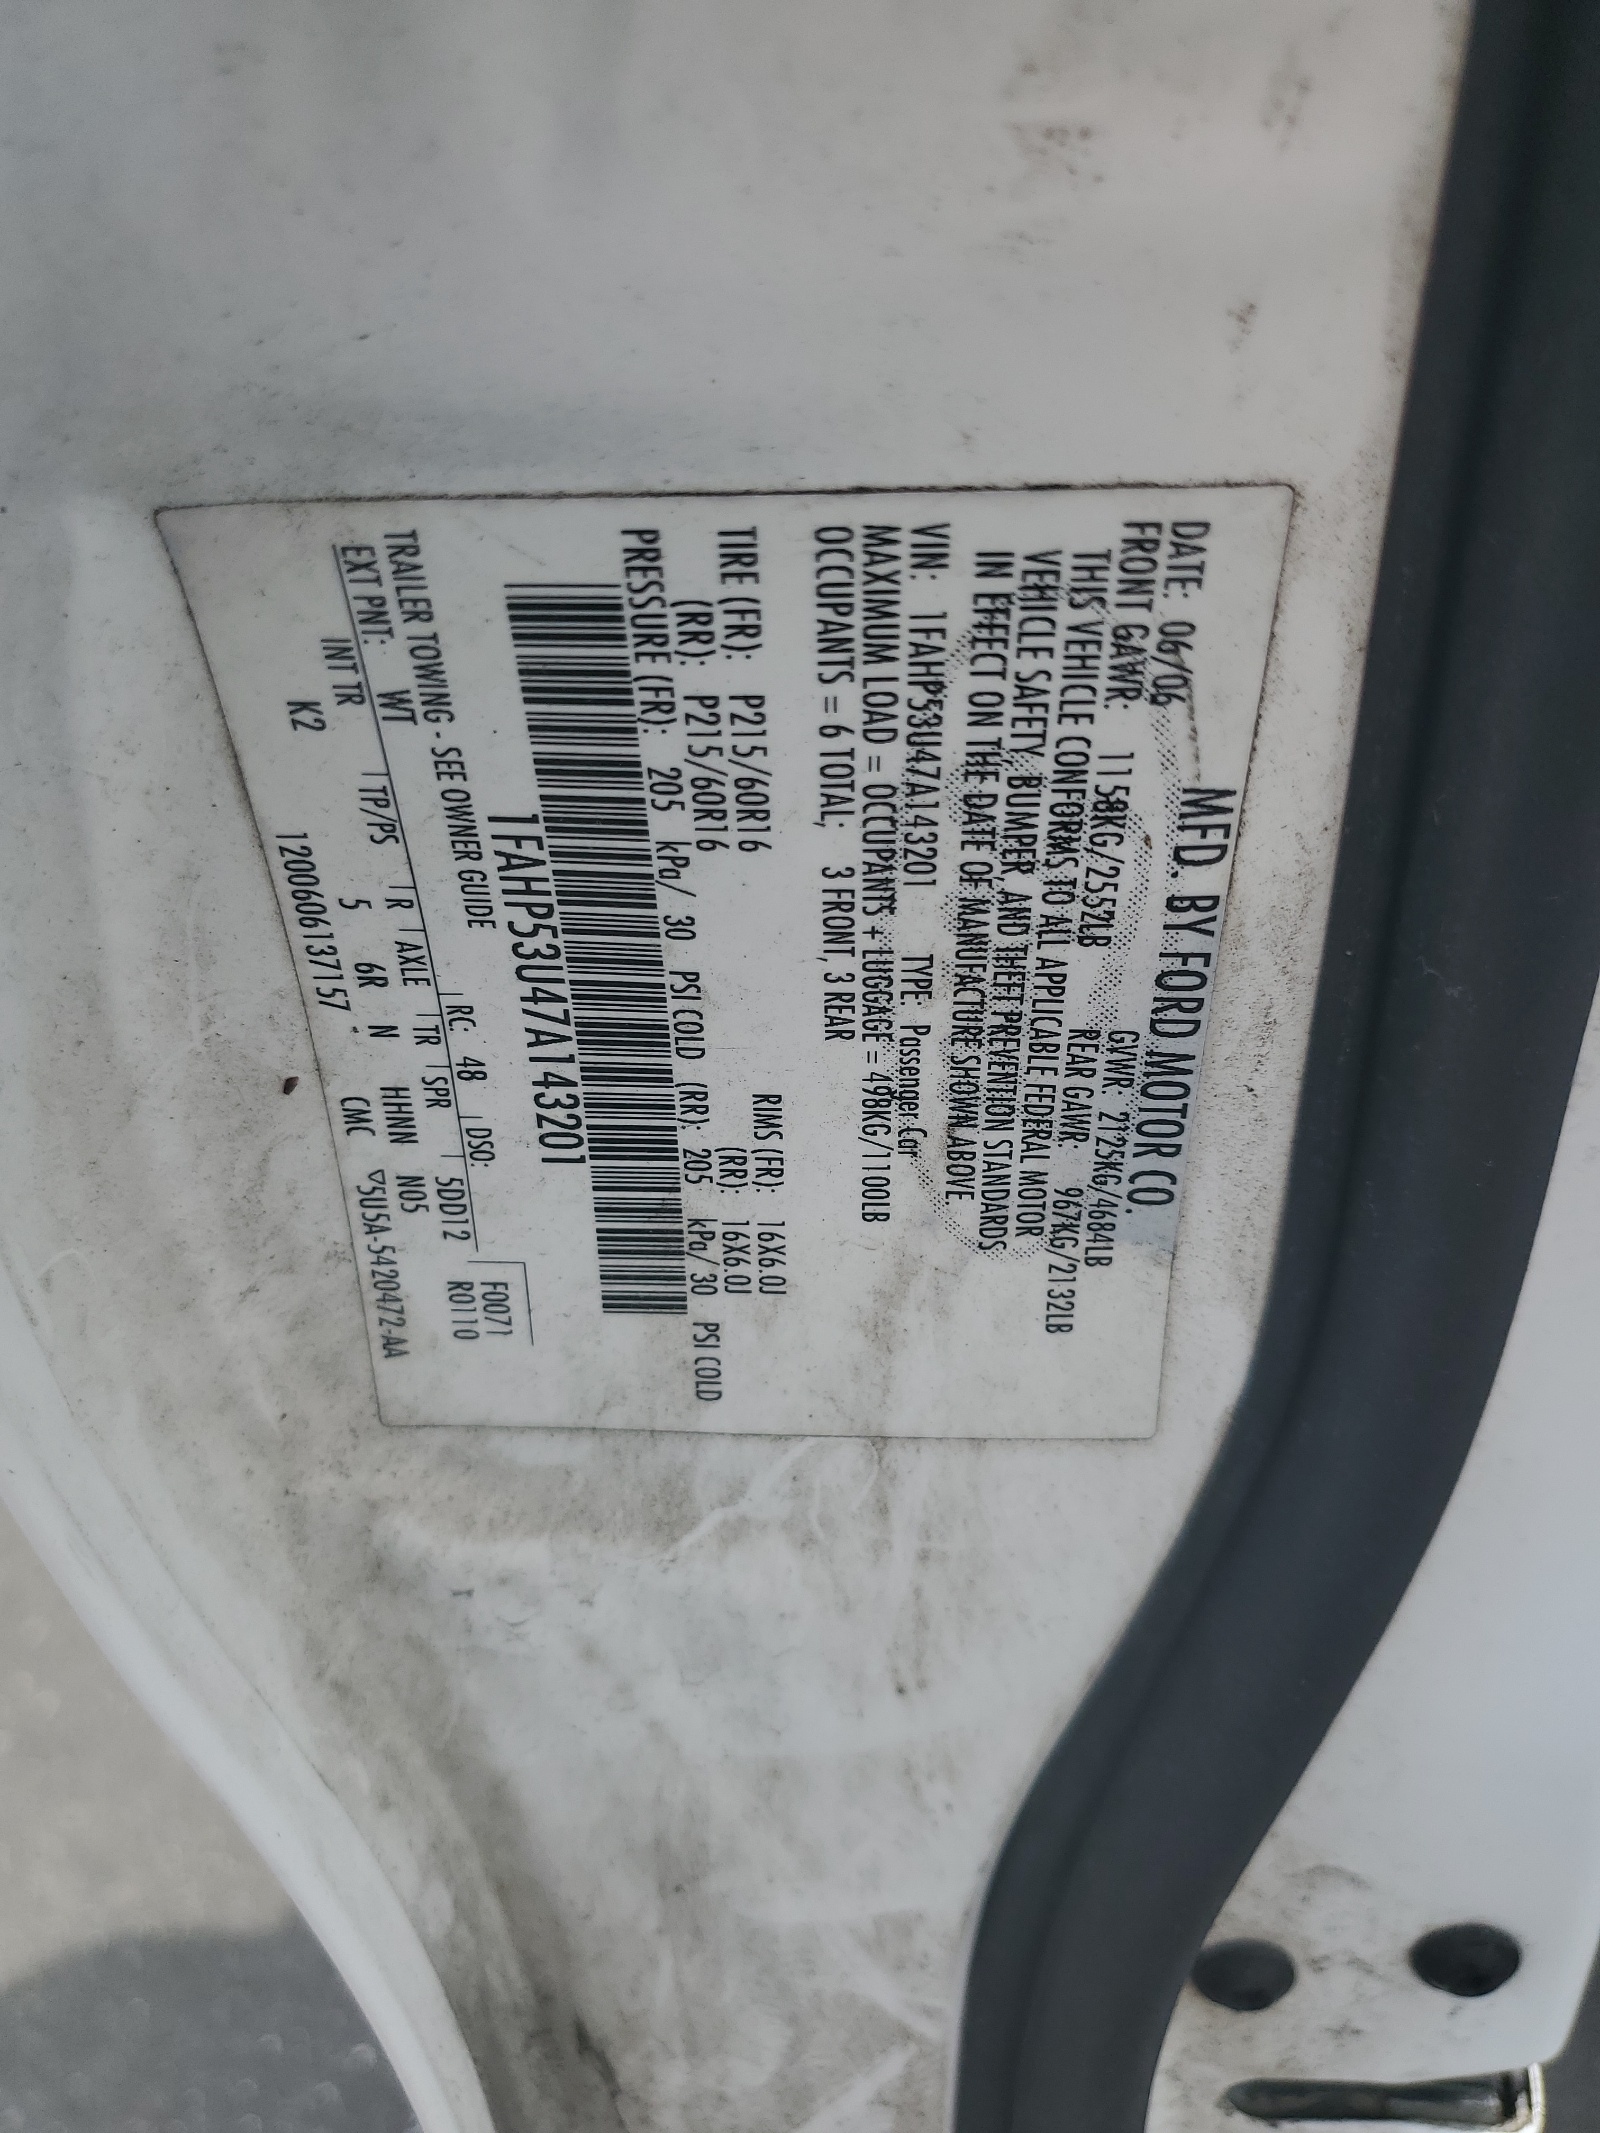 MFD. BY FORD MOTOR CO.
DATE: 06/06 GVWR: 2125KG/4684LB
FRONT GAWR: 1158KG/2552LB REAR GAWR: 967KG/2132LB
THIS VEHICLE CONFORMS TO ALL APPLICABLE FEDERAL MOTOR
VEHICLE SAFETY, BUMPER, AND THEFT PREVENTION STANDARDS
IN EFFECT ON THE DATE OF MANUFACTURE SHOWN ABOVE.
VIN: 1FAHP53U47A143201 TYPE: Passenger Car
MAXIMUM LOAD = OCCUPANTS + LUGGAGE = 498KG/1100LB
OCCUPANTS = 6 TOTAL; 3 FRONT, 3 REAR
TIRE (FR): P215/60R16 RIMS (FR): 16X6.0J
(RR): P215/60R16 (RR): 16X6.0J
PRESSURE (FR): 205 kPa/ 30 PSI COLD (RR): 205 kPa/ 30 PSI COLD
1FAHP53U47A143201
F0071
R0110
TRAILER TOWING - SEE OWNER GUIDE
EXT PNT: WT RC: 48 DSO: 5DD12
INT TR TP/PS R AXLE TR SPR
K2 5 6R N HHNN N05
1200606137157 CMC ▽5U5A-5420472-AA